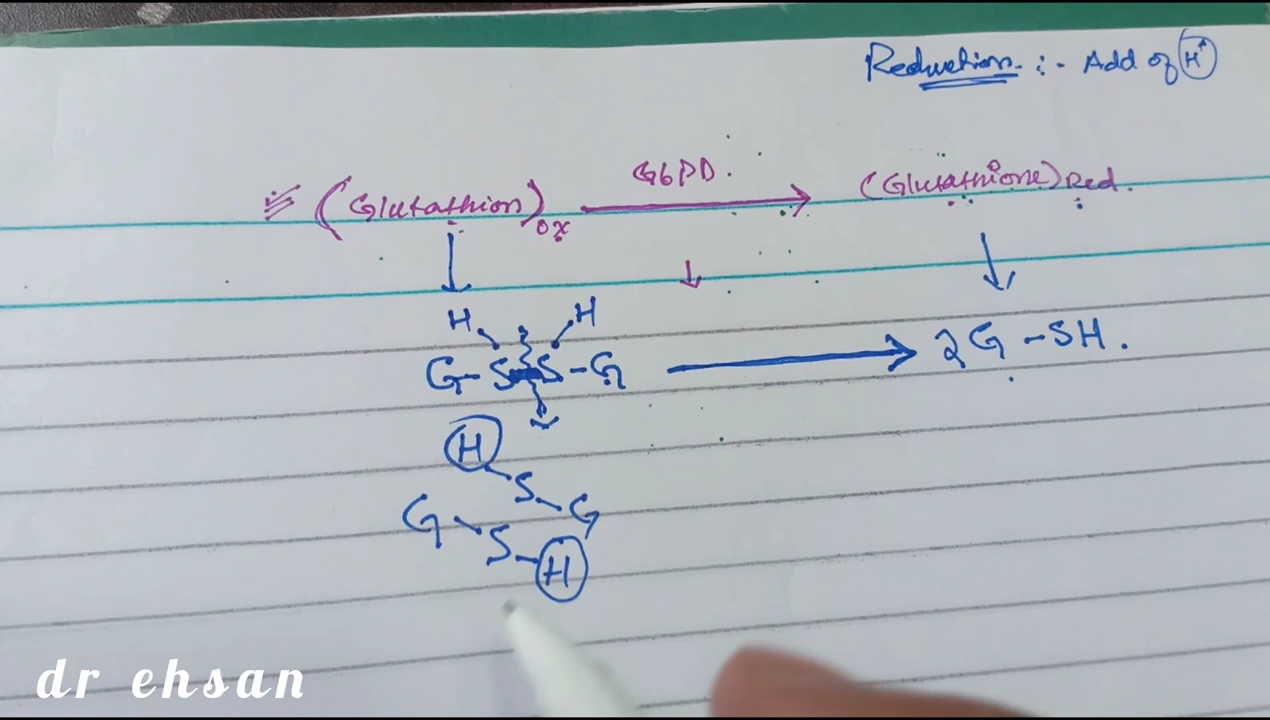 Reduction :- Add of H+
(Glutathion)ox G6PD. (Glutathione) Red.
H H
G-S-S-G 2G-SH.
H
S-G
G-S-H
dr ehsan